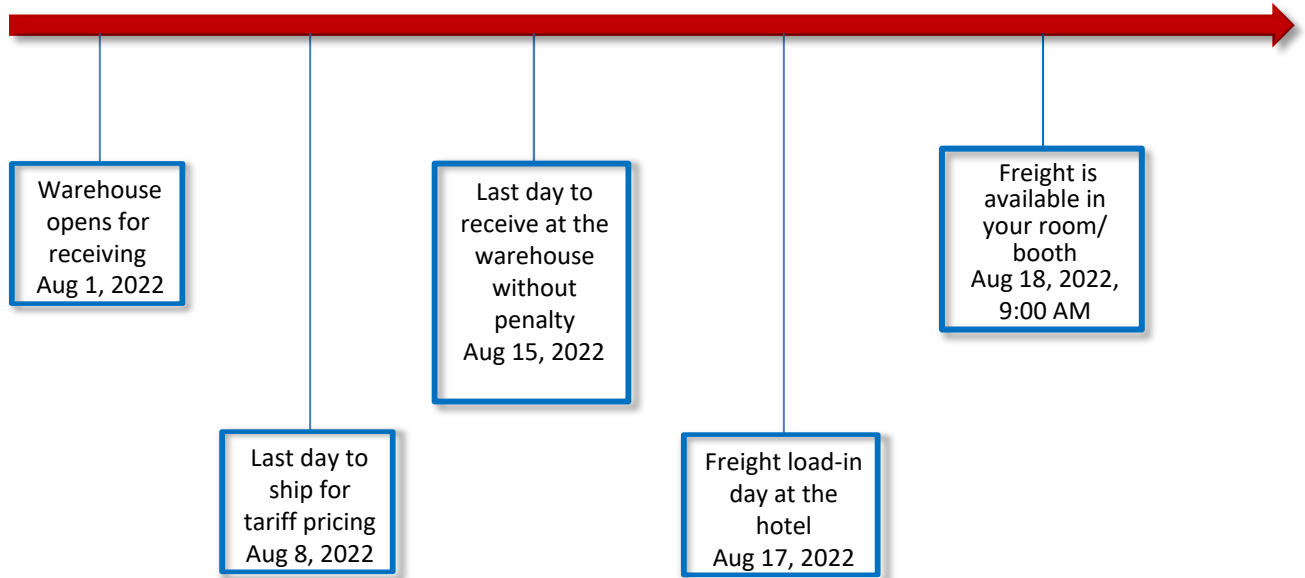 Warehouse
opens for
receiving
Aug 1, 2022
Last day to
ship for
tariff pricing
Aug 8, 2022
Last day to
receive at the
warehouse
without
penalty
Aug 15, 2022
Freight load-in
day at the
hotel
Aug 17, 2022
Freight is
available in
your room/
booth
Aug 18, 2022,
9:00 AM